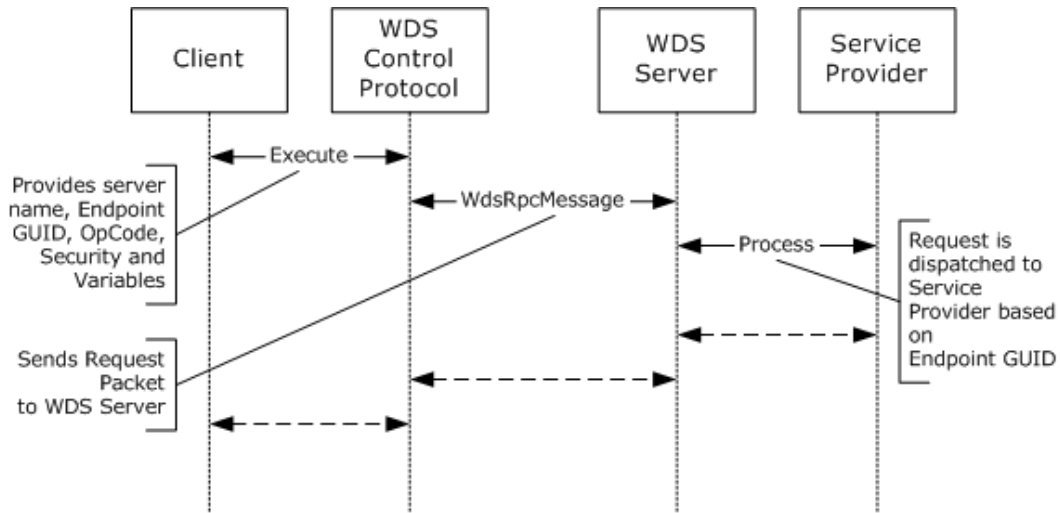 Client
WDS
Control
Protocol
WDS
Server
Service
Provider
Execute
Provides server
name, Endpoint
GUID, OpCode,
Security and
Variables
WdsRpcMessage
Process
Request is
dispatched to
Service
Provider based
on
Endpoint GUID
Sends Request
Packet
to WDS Server